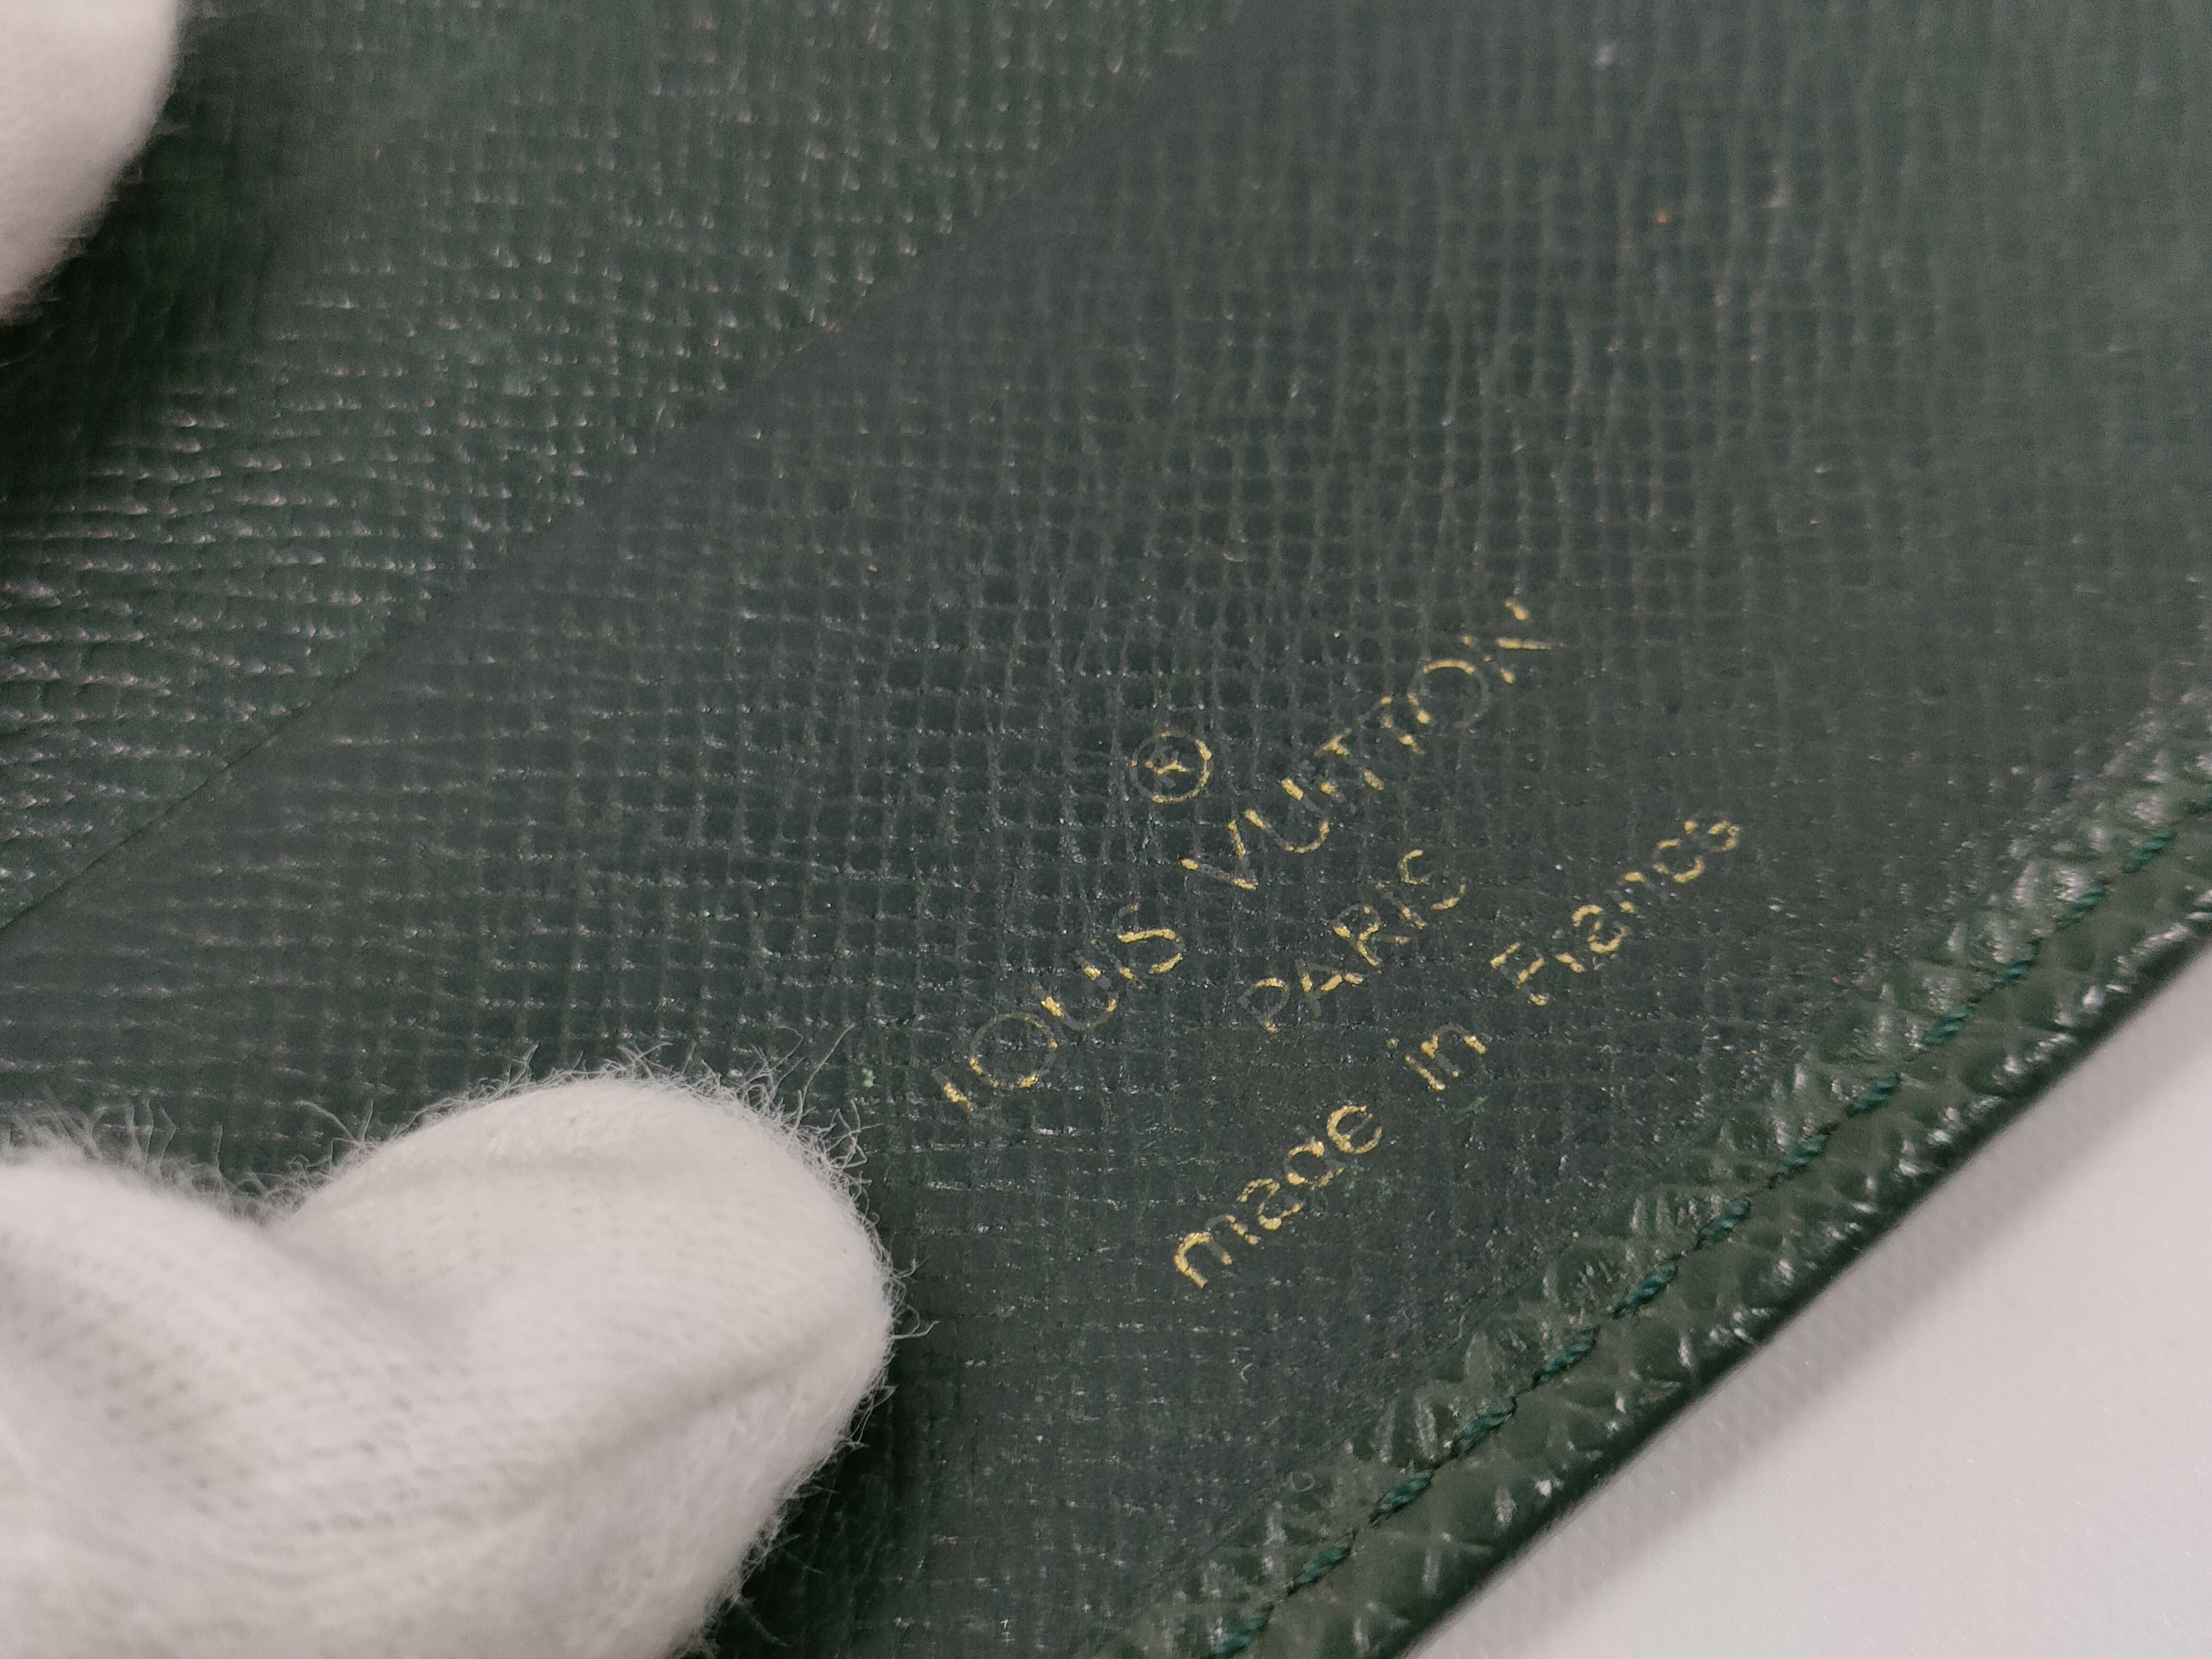 ®
LOUIS VUITTON
PARIS
made in France